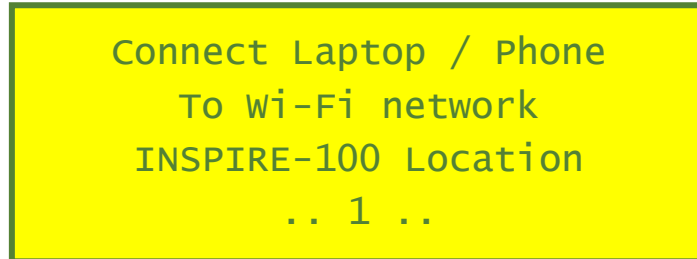 Connect Laptop / Phone
To Wi-Fi network
INSPIRE-100 Location
.. 1 ..